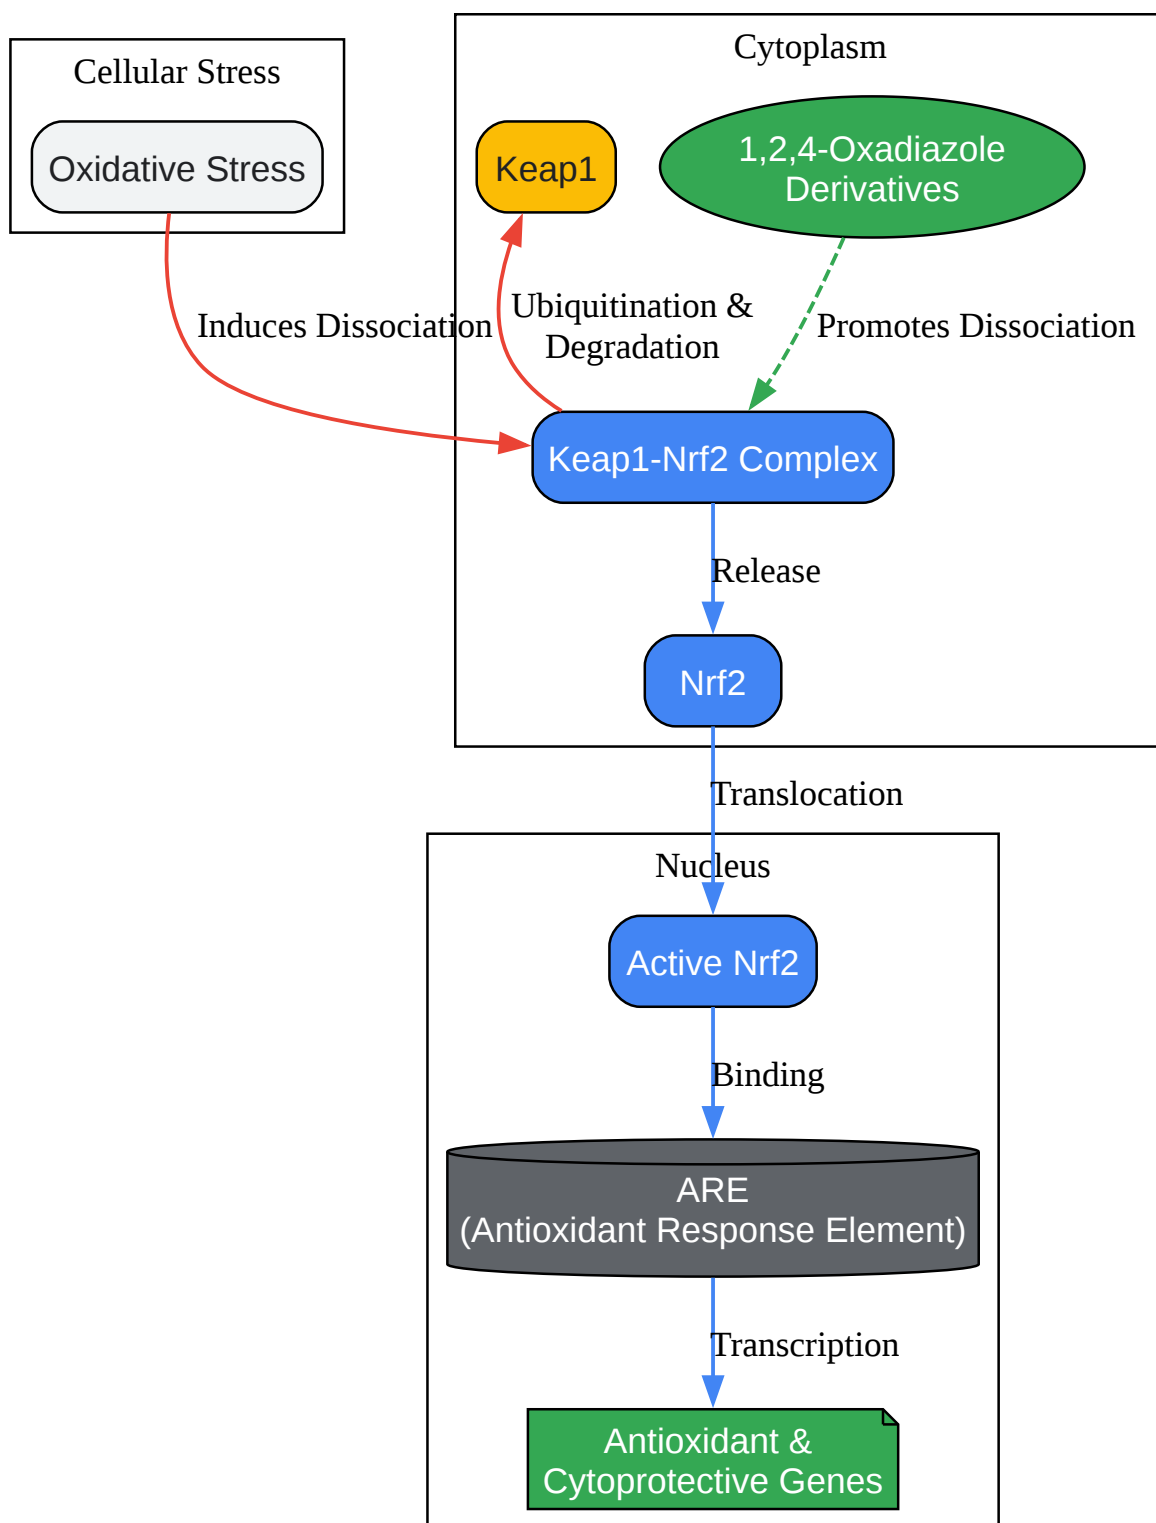 Cellular Stress
Oxidative Stress
Cytoplasm
Keap1
1,2,4-Oxadiazole
Derivatives
Induces Dissociation
Ubiquitination &
Degradation
Promotes Dissociation
Keap1-Nrf2 Complex
Release
Nrf2
Translocation
Nucleus
Active Nrf2
Binding
ARE
(Antioxidant Response Element)
Transcription
Antioxidant &
Cytoprotective Genes